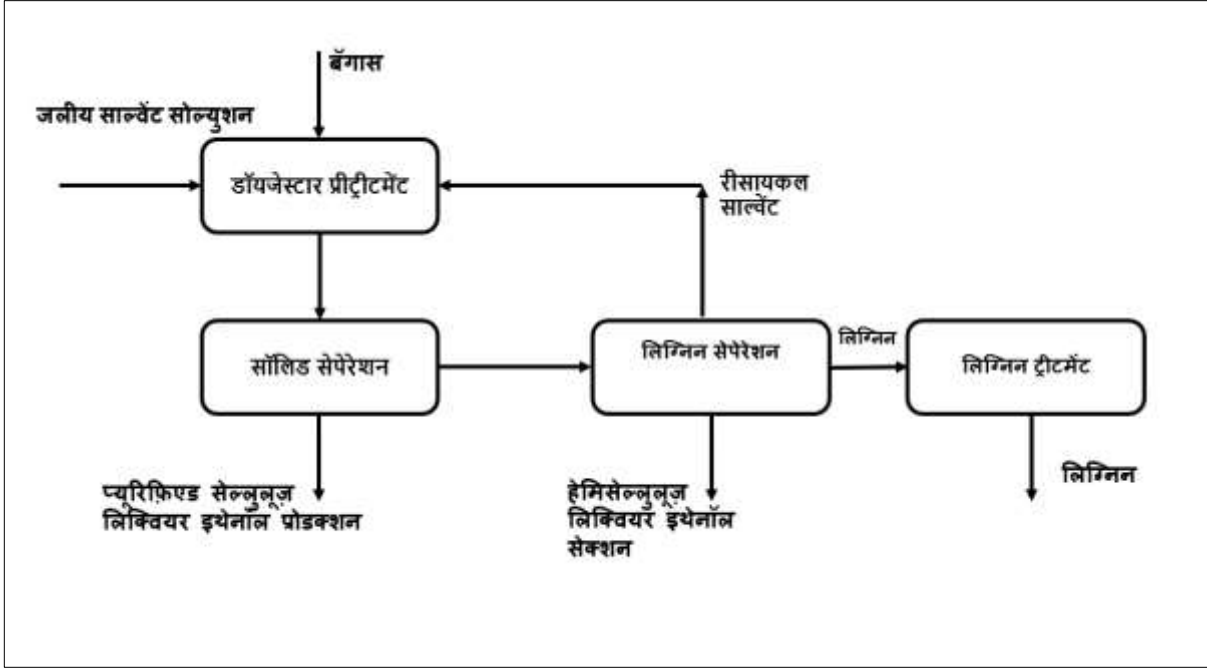 बॅगास
जलीय साल्वेंट सोल्युशन
डॉयजेस्टार प्रीट्रीटमेंट
रीसायकल
साल्वेंट
सॉलिड सेपेरेशन
लिग्निन सेपेरेशन
लिग्निन
लिग्निन ट्रीटमेंट
प्यूरिफ़िएड सेल्लुलूज़
लिक्वियर इथेनॉल प्रोडक्शन
हेमिसेल्लुलूज़
लिक्वियर इथेनॉल
सेक्शन
लिग्निन